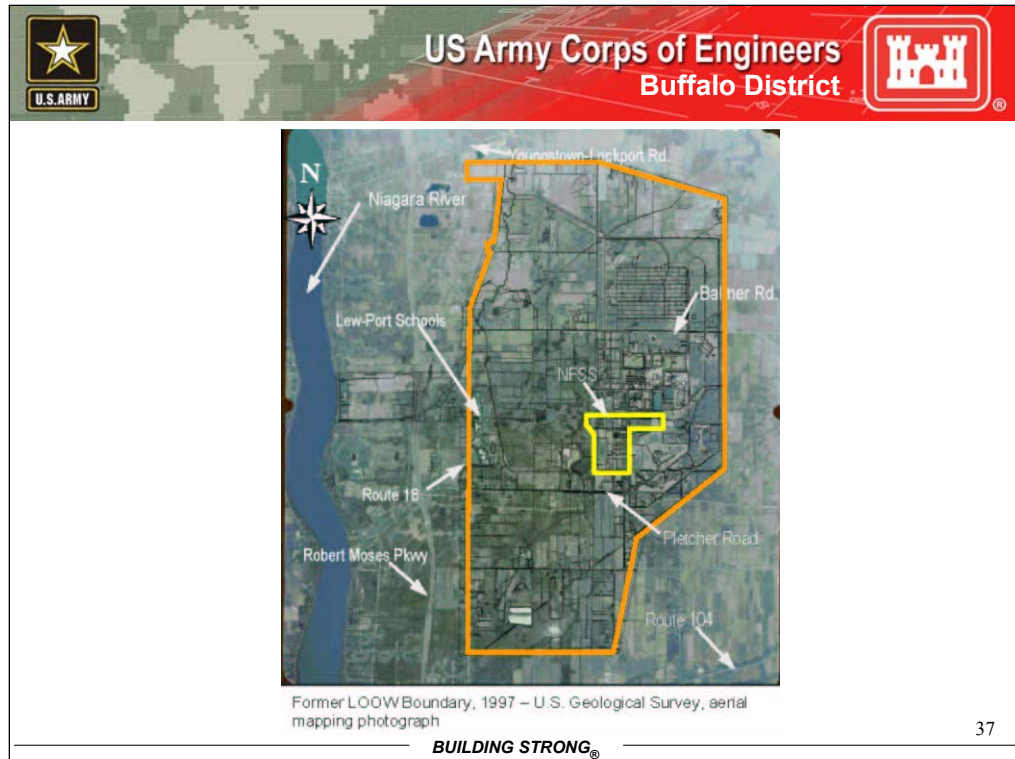 US Army Corps of Engineers
Buffalo District
U.S.ARMY
®
Youngstown-Lockport Rd.
N
Niagara River
Balmer Rd.
Lew-Port Schools
NFSS
Route 18
Pletcher Road
Robert Moses Pkwy
Route 104
Former LOOW Boundary, 1997 – U.S. Geological Survey, aerial
mapping photograph
37
BUILDING STRONG®